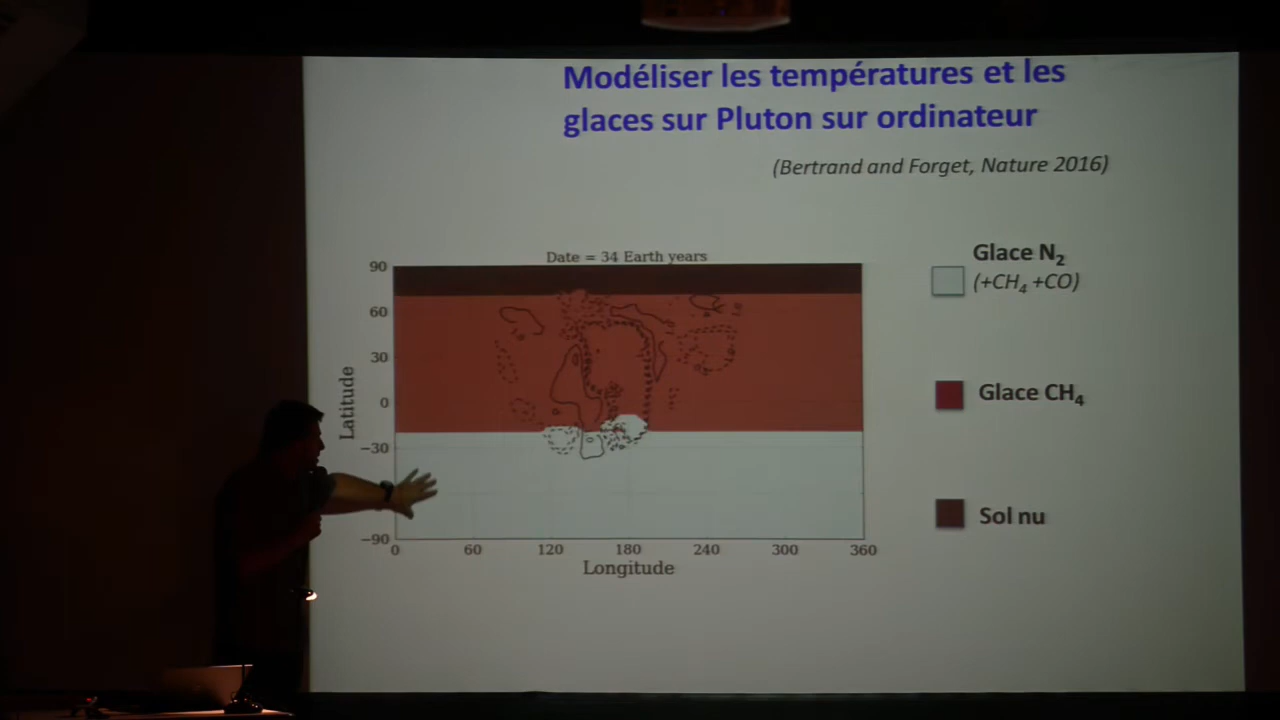 Modéliser les températures et les
glaces sur Pluton sur ordinateur
(Bertrand and Forget, Nature 2016)
Date = 34 Earth years
90
60
30
0
−30
−90
Latitude
0 60 120 180 240 300 360
Longitude
Glace N₂
(+CH₄ +CO)
Glace CH₄
Sol nu